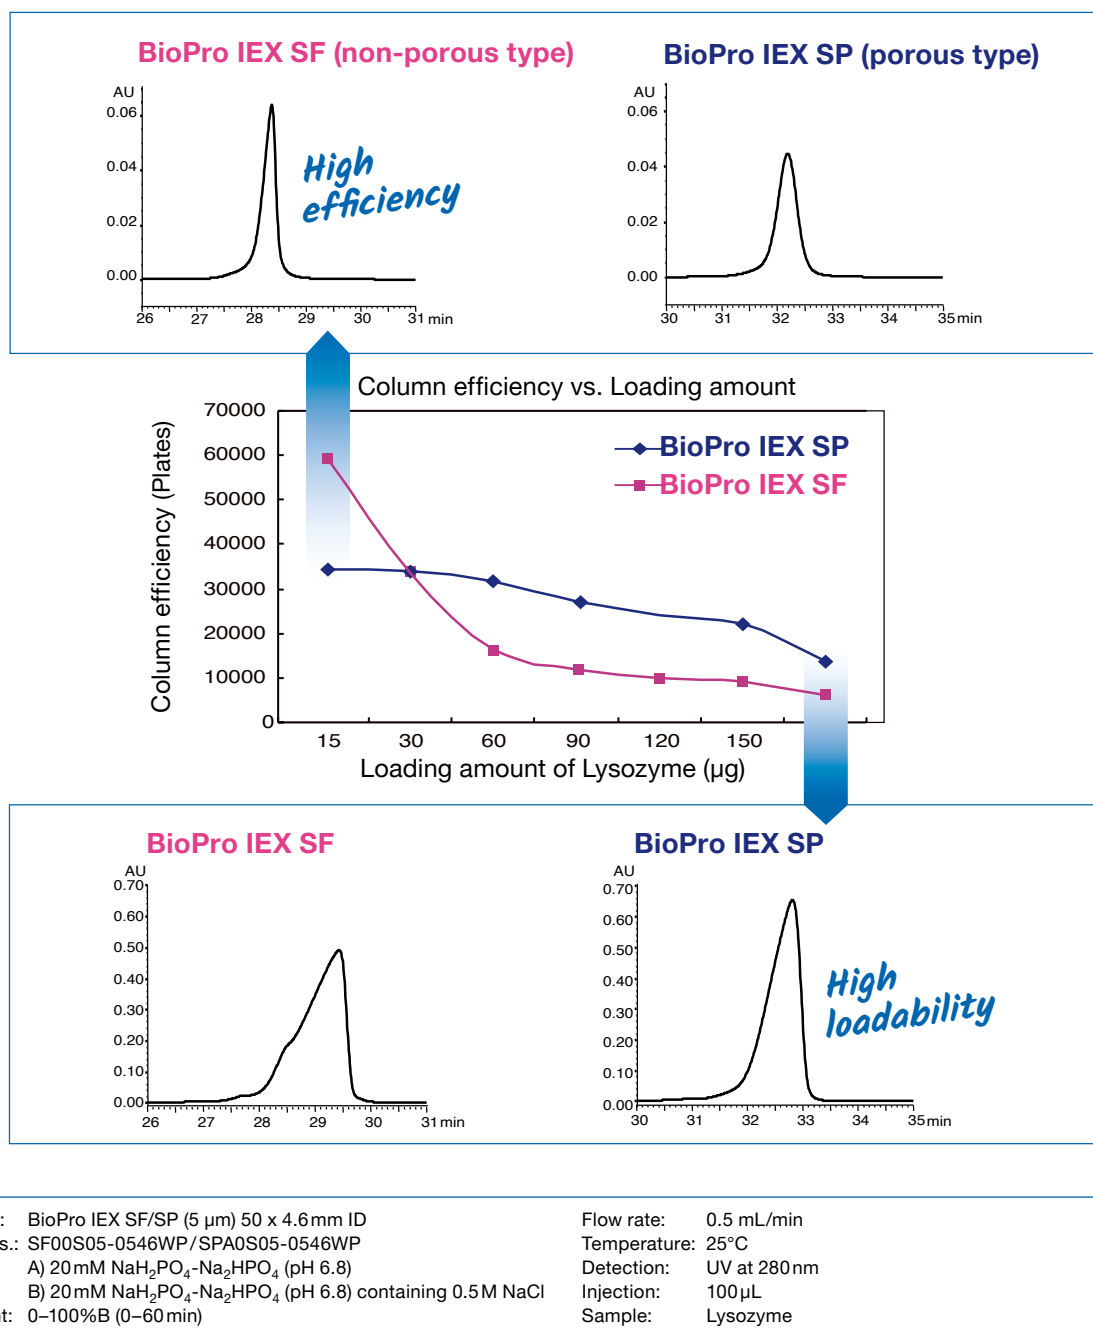 BioPro IEX SF (non-porous type)
AU
0.06
0.04
0.02
0.00
26 27 28 29 30 31 min
High
efficiency
BioPro IEX SP (porous type)
AU
0.06
0.04
0.02
0.00
30 31 32 33 34 35 min
Column efficiency vs. Loading amount
Column efficiency (Plates)
70000
60000
50000
40000
30000
20000
10000
0
BioPro IEX SP
BioPro IEX SF
15 30 60 90 120 150
Loading amount of Lysozyme (µg)
BioPro IEX SF
AU
0.70
0.60
0.50
0.40
0.30
0.20
0.10
0.00
26 27 28 29 30 31 min
BioPro IEX SP
AU
0.70
0.60
0.50
0.40
0.30
0.20
0.10
0.00
30 31 32 33 34 35 min
High
loadability
: BioPro IEX SF/SP (5 µm) 50 x 4.6 mm ID
s.: SF00S05-0546WP / SPA0S05-0546WP
A) 20 mM NaH₂PO₄-Na₂HPO₄ (pH 6.8)
B) 20 mM NaH₂PO₄-Na₂HPO₄ (pH 6.8) containing 0.5 M NaCl
t: 0–100%B (0–60 min)
Flow rate: 0.5 mL/min
Temperature: 25°C
Detection: UV at 280 nm
Injection: 100 µL
Sample: Lysozyme